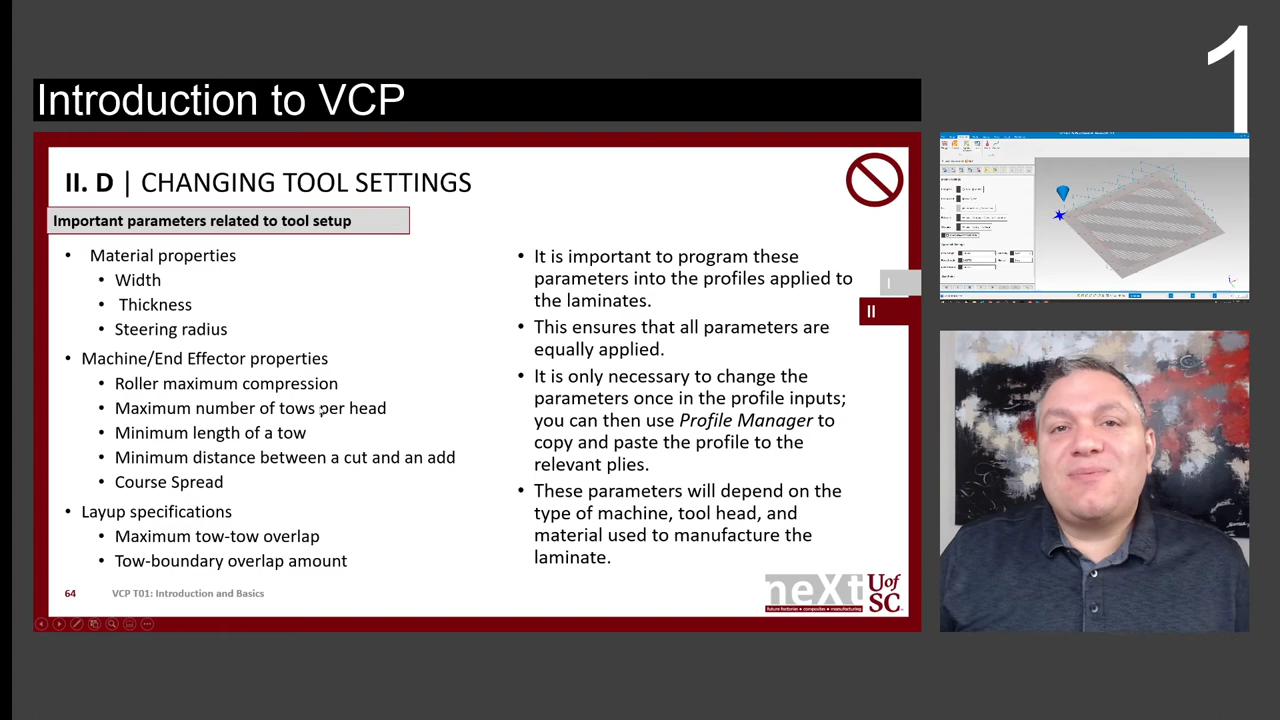 1
Introduction to VCP
II. D | CHANGING TOOL SETTINGS
Important parameters related tool setup
• Material properties
• Width
• Thickness
• Steering radius
• Machine/End Effector properties
• Roller maximum compression
• Maximum number of tows per head
• Minimum length of a tow
• Minimum distance between a cut and an add
• Course Spread
• Layup specifications
• Maximum tow-tow overlap
• Tow-boundary overlap amount
• It is important to program these
parameters into the profiles applied to
the laminates.
• This ensures that all parameters are
equally applied.
• It is only necessary to change the
parameters once in the profile inputs;
you can then use Profile Manager to
copy and paste the profile to the
relevant plies.
• These parameters will depend on the
type of machine, tool head, and
material used to manufacture the
laminate.
I
II
64
VCP T01: Introduction and Basics
neXt
future factories • composites • manufacturing
UofSC